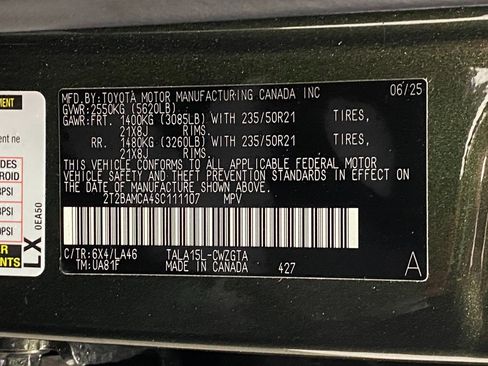 MFD.BY:TOYOTA MOTOR MANUFACTURING CANADA INC 06/25
GVWR:2550KG (5620LB)
GAWR:FRT. 1400KG (3085LB) WITH 235/50R21 TIRES,
21X8J RIMS.
RR. 1480KG (3260LB) WITH 235/50R21 TIRES,
21X8J RIMS.
THIS VEHICLE CONFORMS TO ALL APPLICABLE FEDERAL MOTOR
VEHICLE SAFETY AND THEFT PREVENTION STANDARDS IN EFFECT
ON THE DATE OF MANUFACTURE SHOWN ABOVE.
2T2BAMCA4SC111107 MPV
C/TR:6X4/LA46 TALA15L-CWZGTA
TM:UA81F MADE IN CANADA 427 A
LX 0EA50